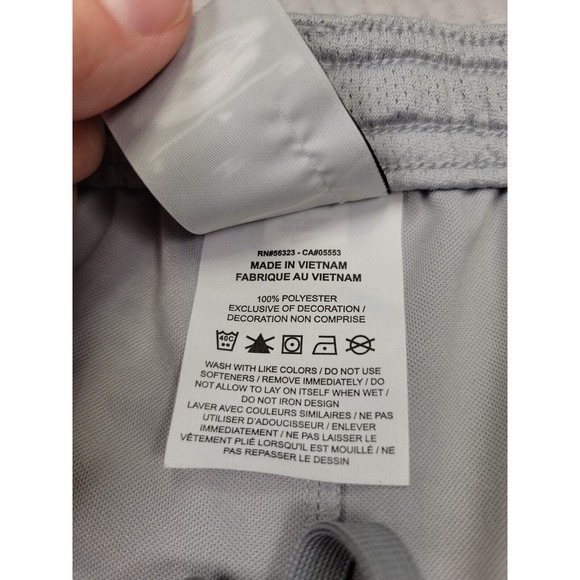 RN#56323 - CA#05553
MADE IN VIETNAM
FABRIQUE AU VIETNAM
100% POLYESTER
EXCLUSIVE OF DECORATION /
DECORATION NON COMPRISE
40C
WASH WITH LIKE COLORS / DO NOT USE
SOFTENERS / REMOVE IMMEDIATELY / DO
NOT ALLOW TO LAY ON ITSELF WHEN WET /
DO NOT IRON DESIGN
LAVER AVEC COULEURS SIMILAIRES / NE PAS
UTILISER D'ADOUCISSEUR / ENLEVER
IMMEDIATEMENT / NE PAS LAISSER LE
VÊTEMENT PLIÉ LORSQU'IL EST MOUILLÉ / NE
PAS REPASSER LE DESSIN